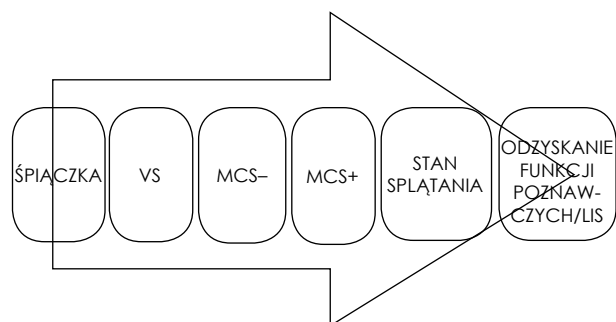 ŚPIĄCZKA
VS
MCS–
MCS+
STAN
SPLĄTANIA
ODZYSKANIE
FUNKCJI
POZNAW-
CZYCH/LIS